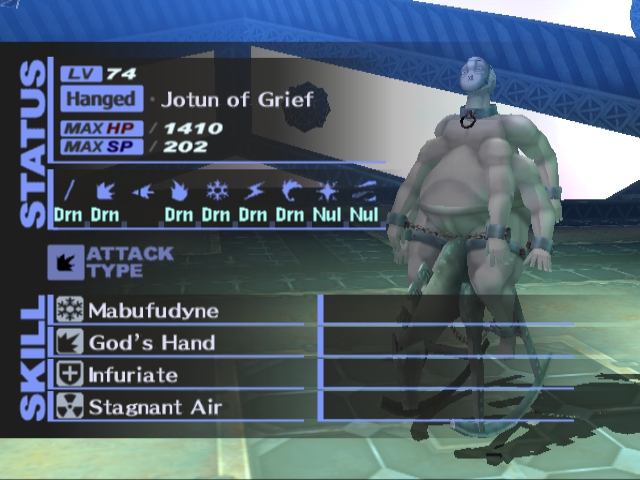 STATUS
LV 74
Hanged · Jotun of Grief
MAX HP / 1410
MAX SP / 202
Drn Drn Drn Drn Drn Drn Nul Nul
ATTACK
TYPE
SKILL
Mabufudyne
God's Hand
Infuriate
Stagnant Air